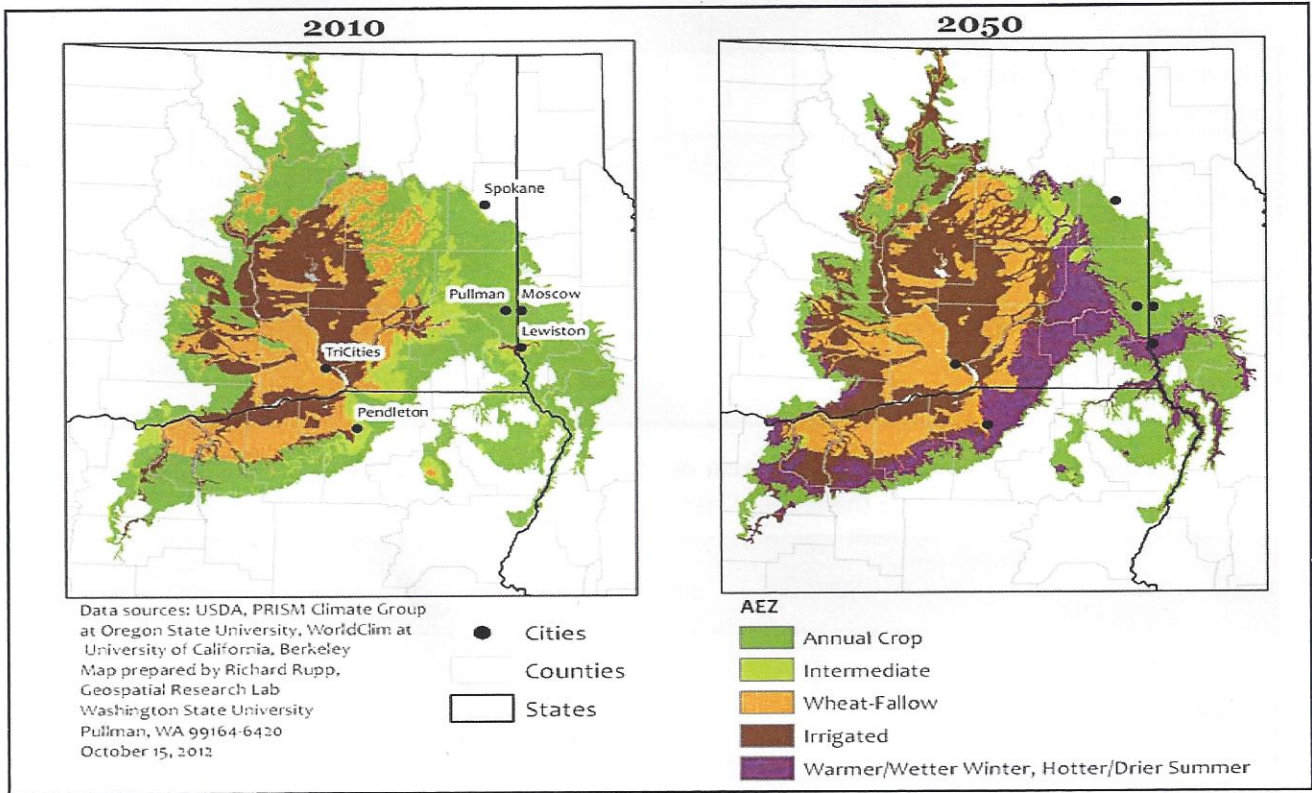 2010
2050
Spokane
Pullman
Moscow
Lewiston
TriCities
Pendleton
Data sources: USDA, PRISM Climate Group
at Oregon State University, WorldClim at
University of California, Berkeley
Map prepared by Richard Rupp,
Geospatial Research Lab
Washington State University
Pullman, WA 99164-6420
October 15, 2012
Cities
Counties
States
AEZ
Annual Crop
Intermediate
Wheat-Fallow
Irrigated
Warmer/Wetter Winter, Hotter/Drier Summer